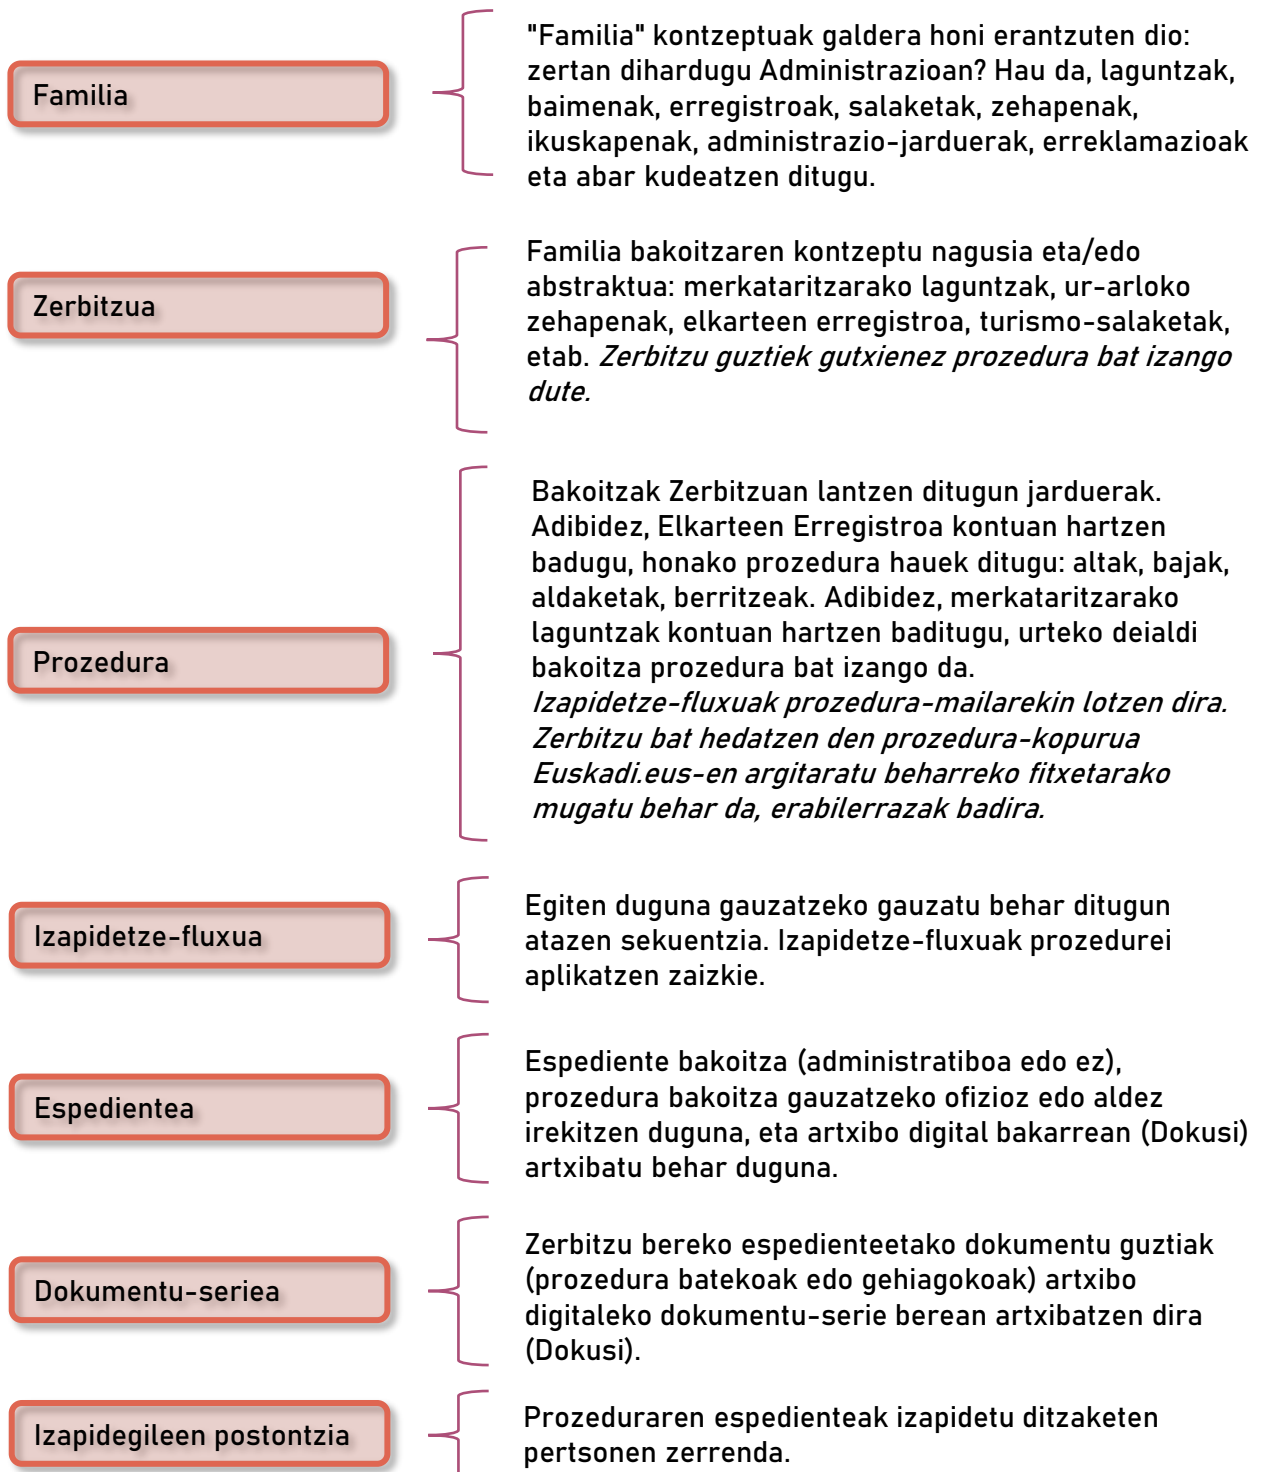 Familia
"Familia" kontzeptuak galdera honi erantzuten dio:
zertan dihardugu Administrazioan? Hau da, laguntzak,
baimenak, erregistroak, salaketak, zehapenak,
ikuskapenak, administrazio-jarduerak, erreklamazioak
eta abar kudeatzen ditugu.
Zerbitzua
Familia bakoitzaren kontzeptu nagusia eta/edo
abstraktua: merkataritzarako laguntzak, ur-arloko
zehapenak, elkarteen erregistroa, turismo-salaketak,
etab. Zerbitzu guztiek gutxienez prozedura bat izango
dute.
Prozedura
Bakoitzak Zerbitzuan lantzen ditugun jarduerak.
Adibidez, Elkarteen Erregistroa kontuan hartzen
badugu, honako prozedura hauek ditugu: altak, bajak,
aldaketak, berritzeak. Adibidez, merkataritzarako
laguntzak kontuan hartzen baditugu, urteko deialdi
bakoitza prozedura bat izango da.
Izapidetze-fluxuak prozedura-mailarekin lotzen dira.
Zerbitzu bat hedatzen den prozedura-kopurua
Euskadi.eus-en argitaratu beharreko fitxetarako
mugatu behar da, erabilerrazak badira.
Izapidetze-fluxua
Egiten duguna gauzatzeko gauzatu behar ditugun
atazen sekuentzia. Izapidetze-fluxuak prozedurei
aplikatzen zaizkie.
Espedientea
Espediente bakoitza (administratiboa edo ez),
prozedura bakoitza gauzatzeko ofizioz edo aldez
irekitzen duguna, eta artxibo digital bakarrean (Dokusi)
artxibatu behar duguna.
Dokumentu-seriea
Zerbitzu bereko espedienteetako dokumentu guztiak
(prozedura batekoak edo gehiagokoak) artxibo
digitaleko dokumentu-serie berean artxibatzen dira
(Dokusi).
Izapidegileen postontzia
Prozeduraren espedienteak izapidetu ditzaketen
pertsonen zerrenda.